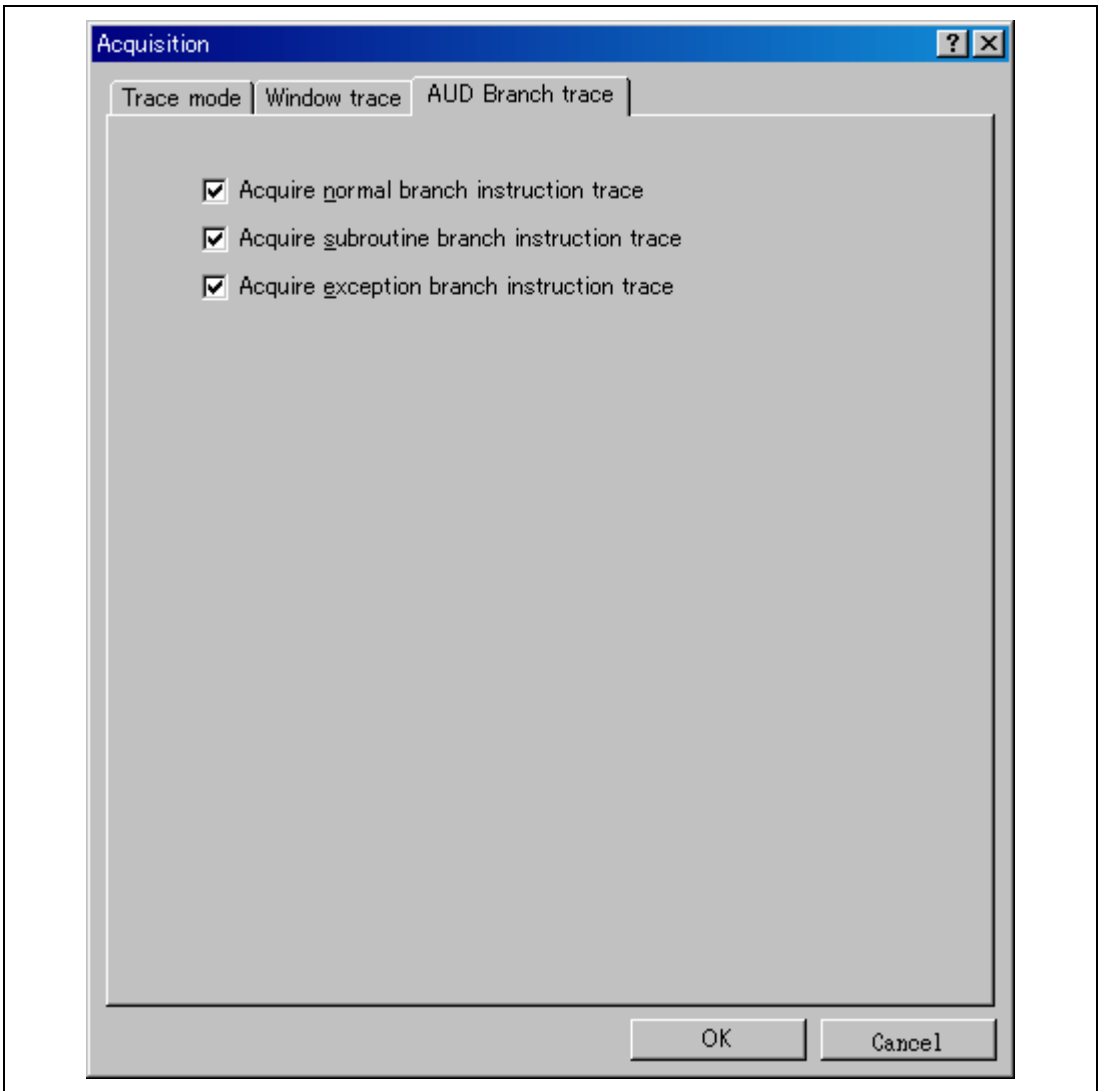 Acquisition
Trace mode Window trace AUD Branch trace
Acquire normal branch instruction trace
Acquire subroutine branch instruction trace
Acquire exception branch instruction trace
OK Cancel